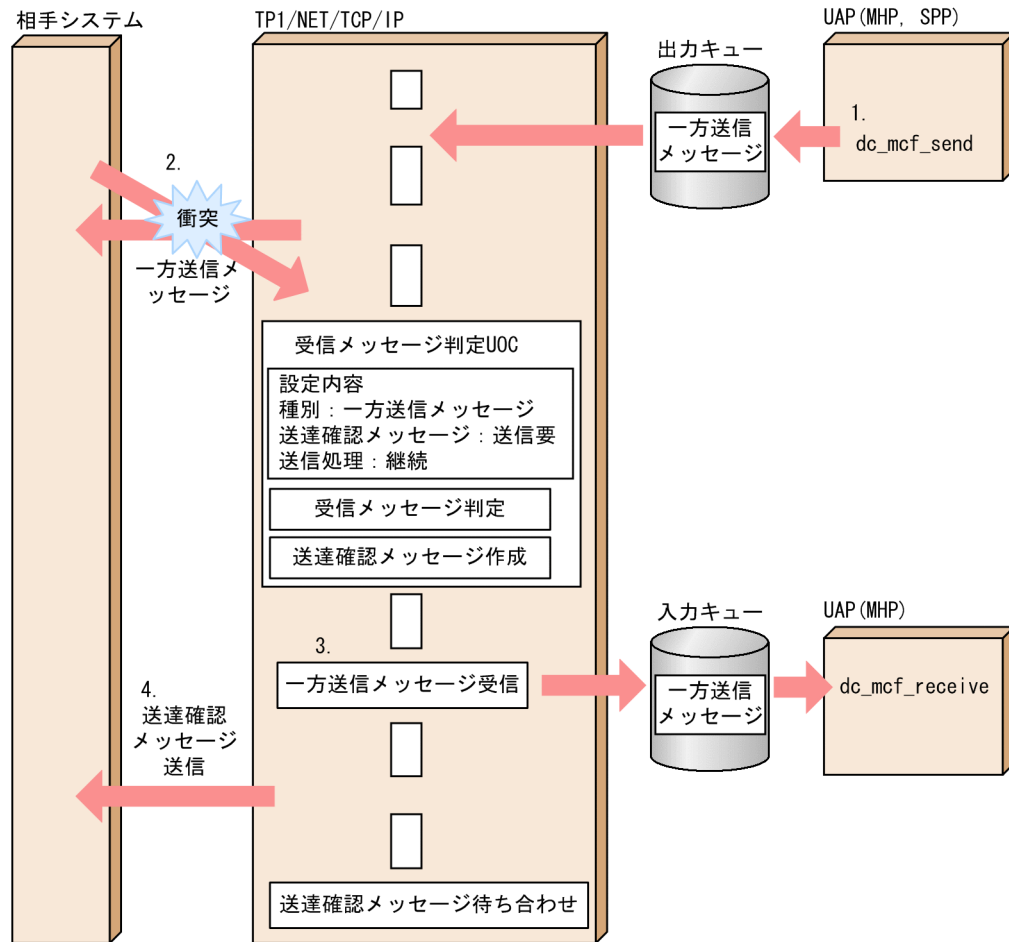 相手システム
TP1/NET/TCP/IP
UAP(MHP, SPP)
出力キュー
一方送信
メッセージ
1.
dc_mcf_send
2.
衝突
一方送信メ
ッセージ
受信メッセージ判定UOC
設定内容
種別：一方送信メッセージ
送達確認メッセージ：送信要
送信処理：継続
受信メッセージ判定
送達確認メッセージ作成
3.
一方送信メッセージ受信
入力キュー
一方送信
メッセージ
UAP(MHP)
dc_mcf_receive
4.
送達確認
メッセージ
送信
送達確認メッセージ待ち合わせ